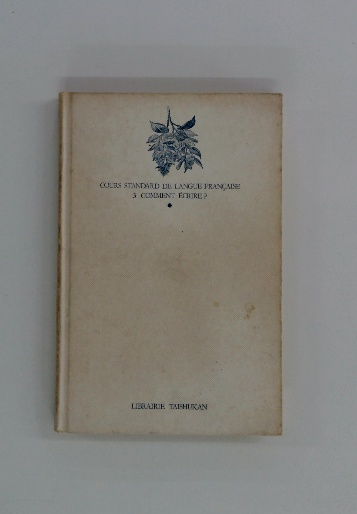 COURS STANDARD DE LANGUE FRANÇAISE
5 COMMENT ÉCRIRE?
LIBRAIRIE TAISHUKAN